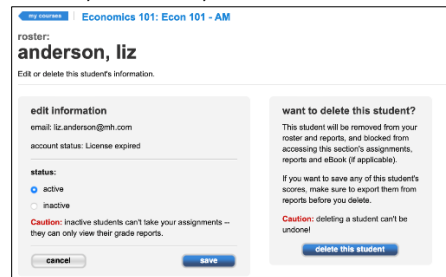 my courses Economics 101: Econ 101 - AM
roster:
anderson, liz
Edit or delete this student's information.
edit information
email: liz.anderson@mh.com
account status: License expired
status:
active
inactive
Caution: inactive students can't take your assignments --
they can only view their grade reports.
cancel save
want to delete this student?
This student will be removed from your
roster and reports, and blocked from
accessing this section's assignments,
reports and eBook (if applicable).
If you want to save any of this student's
scores, make sure to export them from
reports before you delete.
Caution: deleting a student can't be
undone!
delete this student